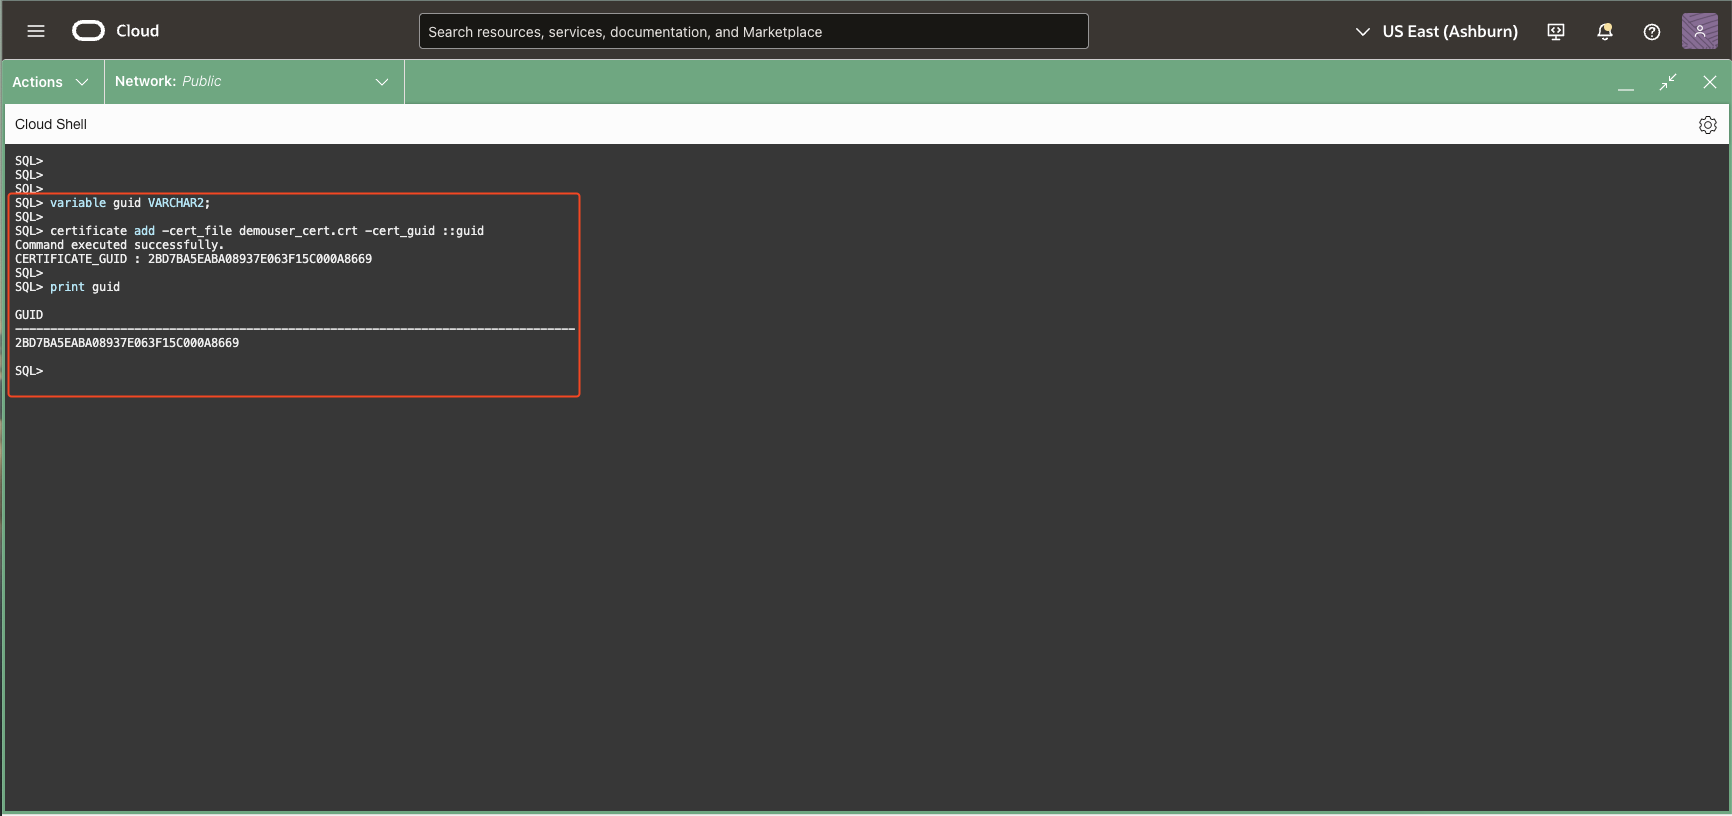 Cloud
Search resources, services, documentation, and Marketplace
US East (Ashburn)
Actions
Network: Public
Cloud Shell
SQL>
SQL>
SQL>
SQL> variable guid VARCHAR2;
SQL>
SQL> certificate add -cert_file demouser_cert.crt -cert_guid ::guid
Command executed successfully.
CERTIFICATE_GUID : 2BD7BA5EABA08937E063F15C000A8669
SQL>
SQL> print guid
GUID
--------------------------------------------------------------------------------
2BD7BA5EABA08937E063F15C000A8669
SQL>